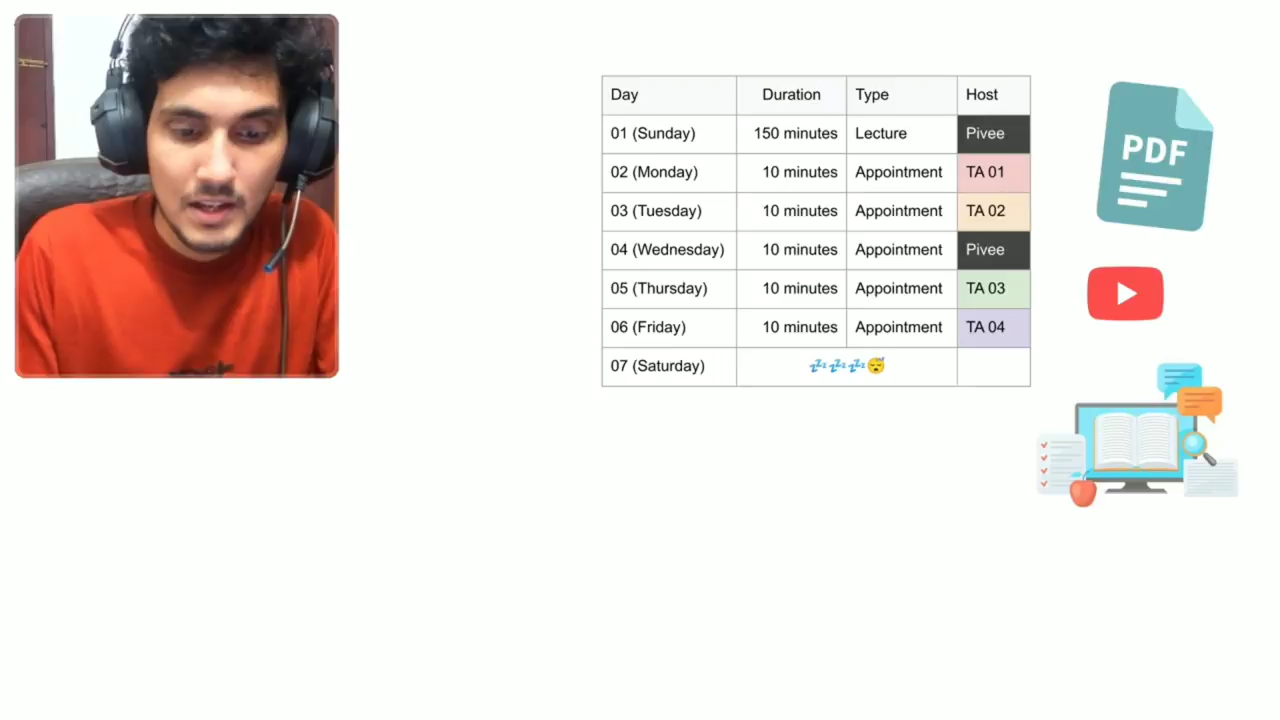 Day Duration Type Host
01 (Sunday) 150 minutes Lecture Pivee
02 (Monday) 10 minutes Appointment TA 01
03 (Tuesday) 10 minutes Appointment TA 02
04 (Wednesday) 10 minutes Appointment Pivee
05 (Thursday) 10 minutes Appointment TA 03
06 (Friday) 10 minutes Appointment TA 04
07 (Saturday) 💤💤💤😴
PDF